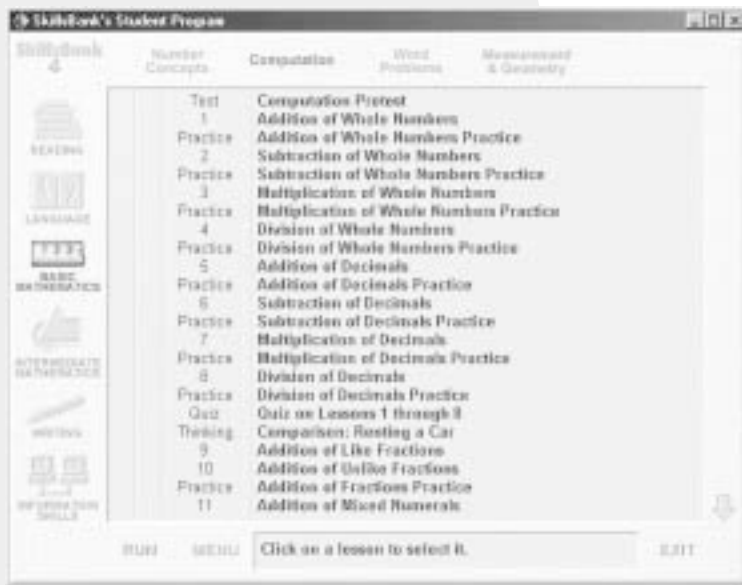 SkillsBank's Student Program
SkillsBank
4
Number
Concepts
Computation
Word
Problems
Measurement
& Geometry
READING
LANGUAGE
BASIC
MATHEMATICS
INTERMEDIATE
MATHEMATICS
WRITING
INFORMATION
SKILLS
Test Computation Pretest
1 Addition of Whole Numbers
Practice Addition of Whole Numbers Practice
2 Subtraction of Whole Numbers
Practice Subtraction of Whole Numbers Practice
3 Multiplication of Whole Numbers
Practice Multiplication of Whole Numbers Practice
4 Division of Whole Numbers
Practice Division of Whole Numbers Practice
5 Addition of Decimals
Practice Addition of Decimals Practice
6 Subtraction of Decimals
Practice Subtraction of Decimals Practice
7 Multiplication of Decimals
Practice Multiplication of Decimals Practice
8 Division of Decimals
Practice Division of Decimals Practice
Quiz Quiz on Lessons 1 through 8
Thinking Comparison: Renting a Car
9 Addition of Like Fractions
10 Addition of Unlike Fractions
Practice Addition of Fractions Practice
11 Addition of Mixed Numerals
RUN MENU Click on a lesson to select it. EXIT